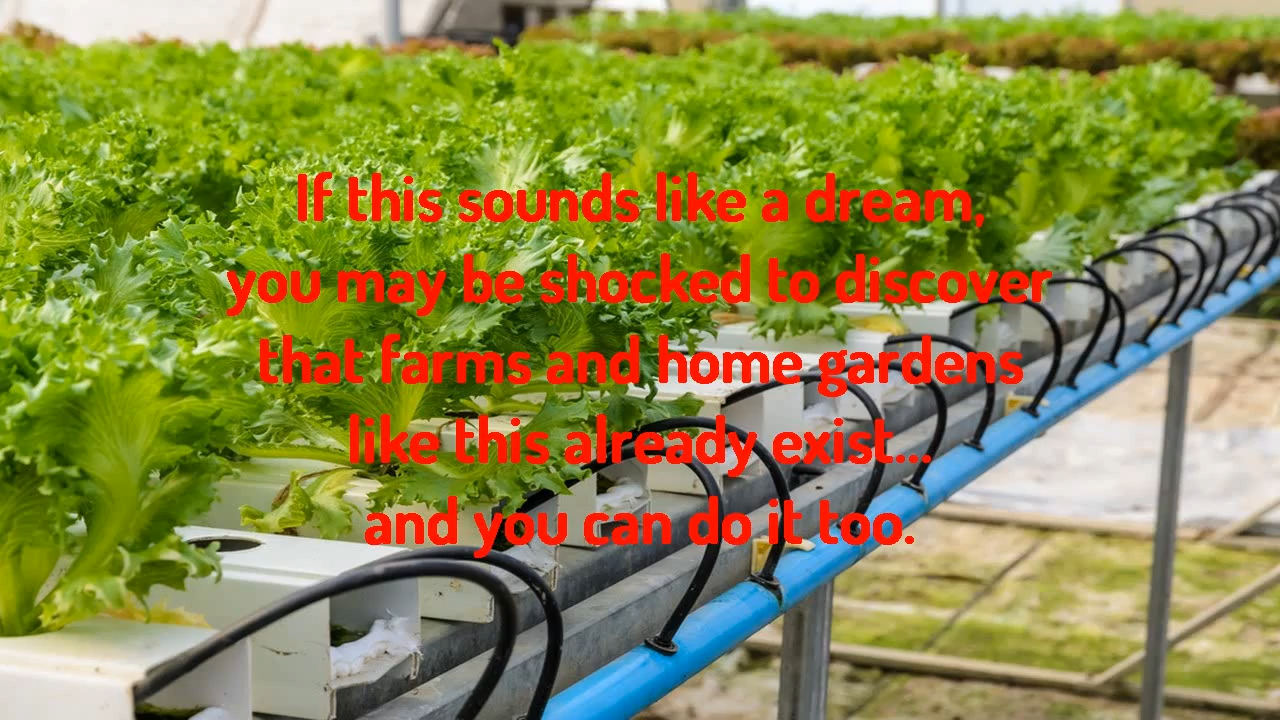 If this sounds like a dream,
you may be shocked to discover
that farms and home gardens
like this already exist...
and you can do it too.